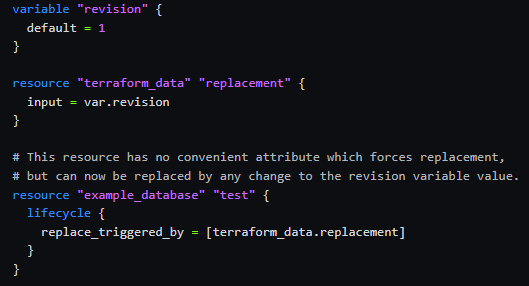 variable "revision" {
  default = 1
}

resource "terraform_data" "replacement" {
  input = var.revision
}

# This resource has no convenient attribute which forces replacement,
# but can now be replaced by any change to the revision variable value.
resource "example_database" "test" {
  lifecycle {
    replace_triggered_by = [terraform_data.replacement]
  }
}